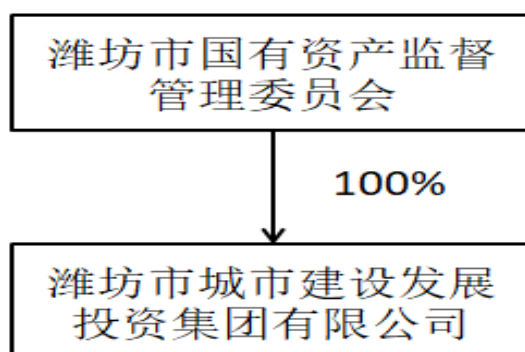 潍坊市国有资产监督
管理委员会
100%
潍坊市城市建设发展
投资集团有限公司